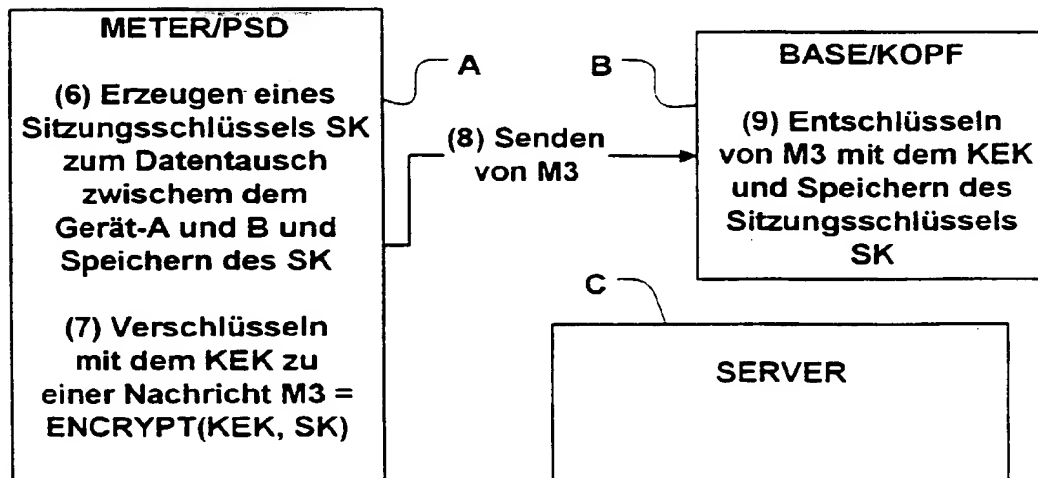 METER/PSD
(6) Erzeugen eines
Sitzungsschlüssels SK
zum Datentausch
zwischem dem
Gerät-A und B und
Speichern des SK
(7) Verschlüsseln
mit dem KEK zu
einer Nachricht M3 =
ENCRYPT(KEK, SK)
A
(8) Senden
von M3
B
BASE/KOPF
(9) Entschlüsseln
von M3 mit dem KEK
und Speichern des
Sitzungsschlüssels
SK
C
SERVER